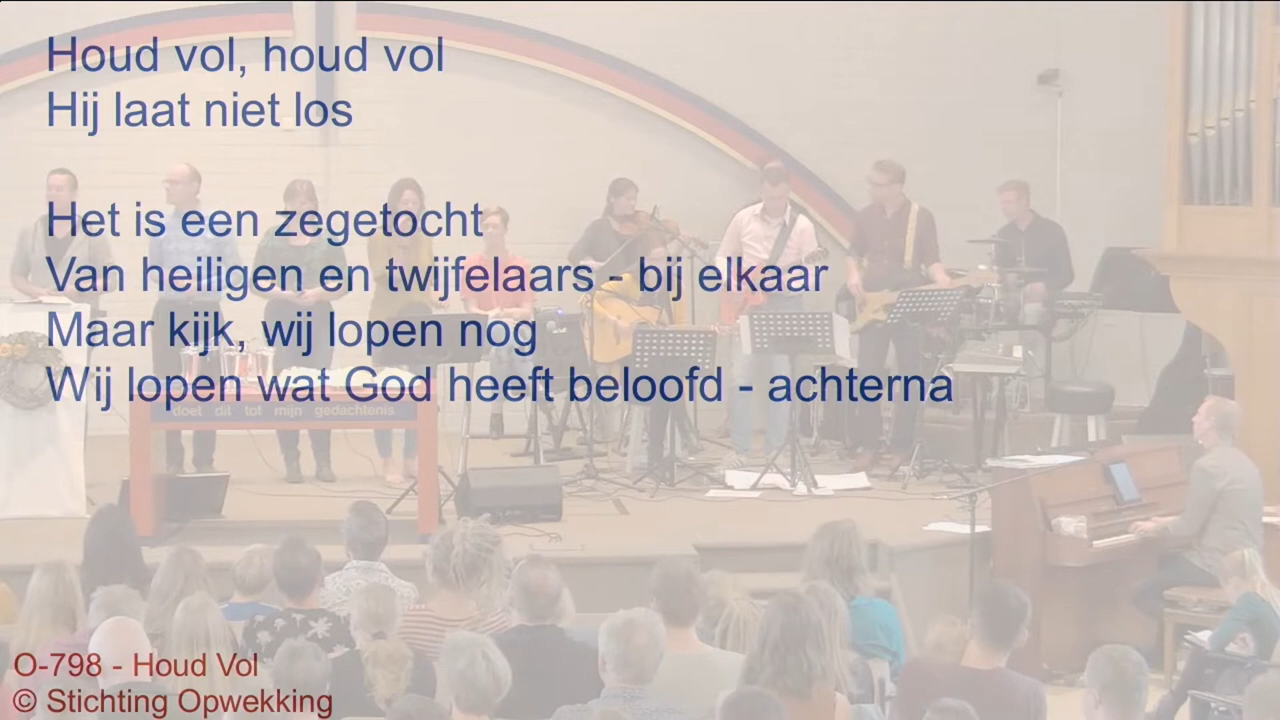 Houd vol, houd vol
Hij laat niet los
Het is een zegetocht
Van heiligen en twijfelaars - bij elkaar
Maar kijk, wij lopen nog
Wij lopen wat God heeft beloofd - achterna
doet dit tot mijn gedachtenis
O-798 - Houd Vol
© Stichting Opwekking